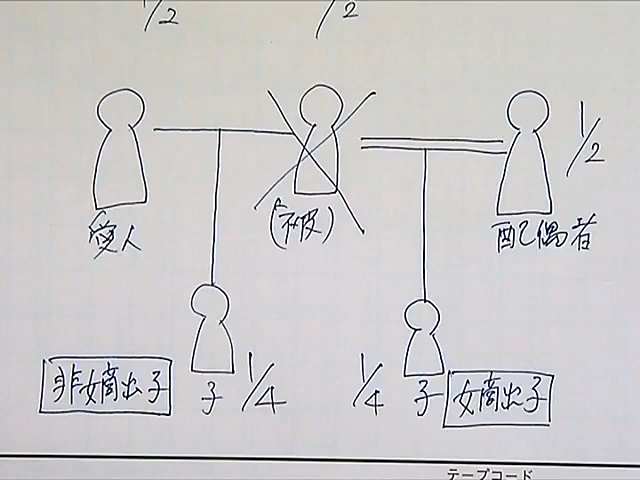 1/2 1/2
1/2
愛人 (被) 配偶者
非嫡出子 子 1/4 1/4 子 嫡出子
テープコード